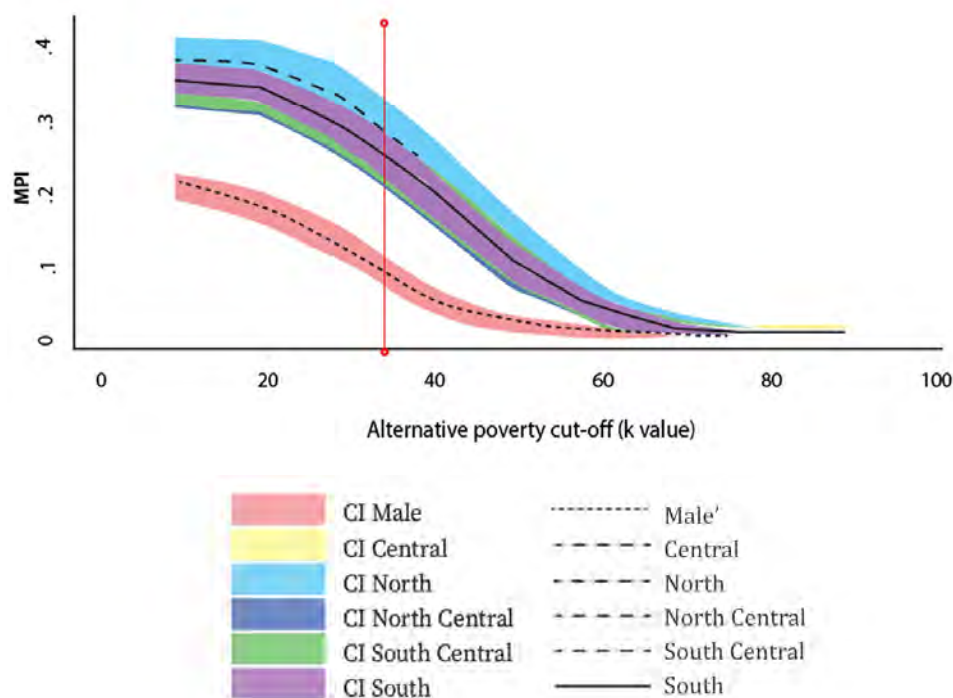 .4
.3
.2
.1
0
MPI
0 20 40 60 80 100
Alternative poverty cut-off (k value)
CI Male
CI Central
CI North
CI North Central
CI South Central
CI South
Male'
Central
North
North Central
South Central
South